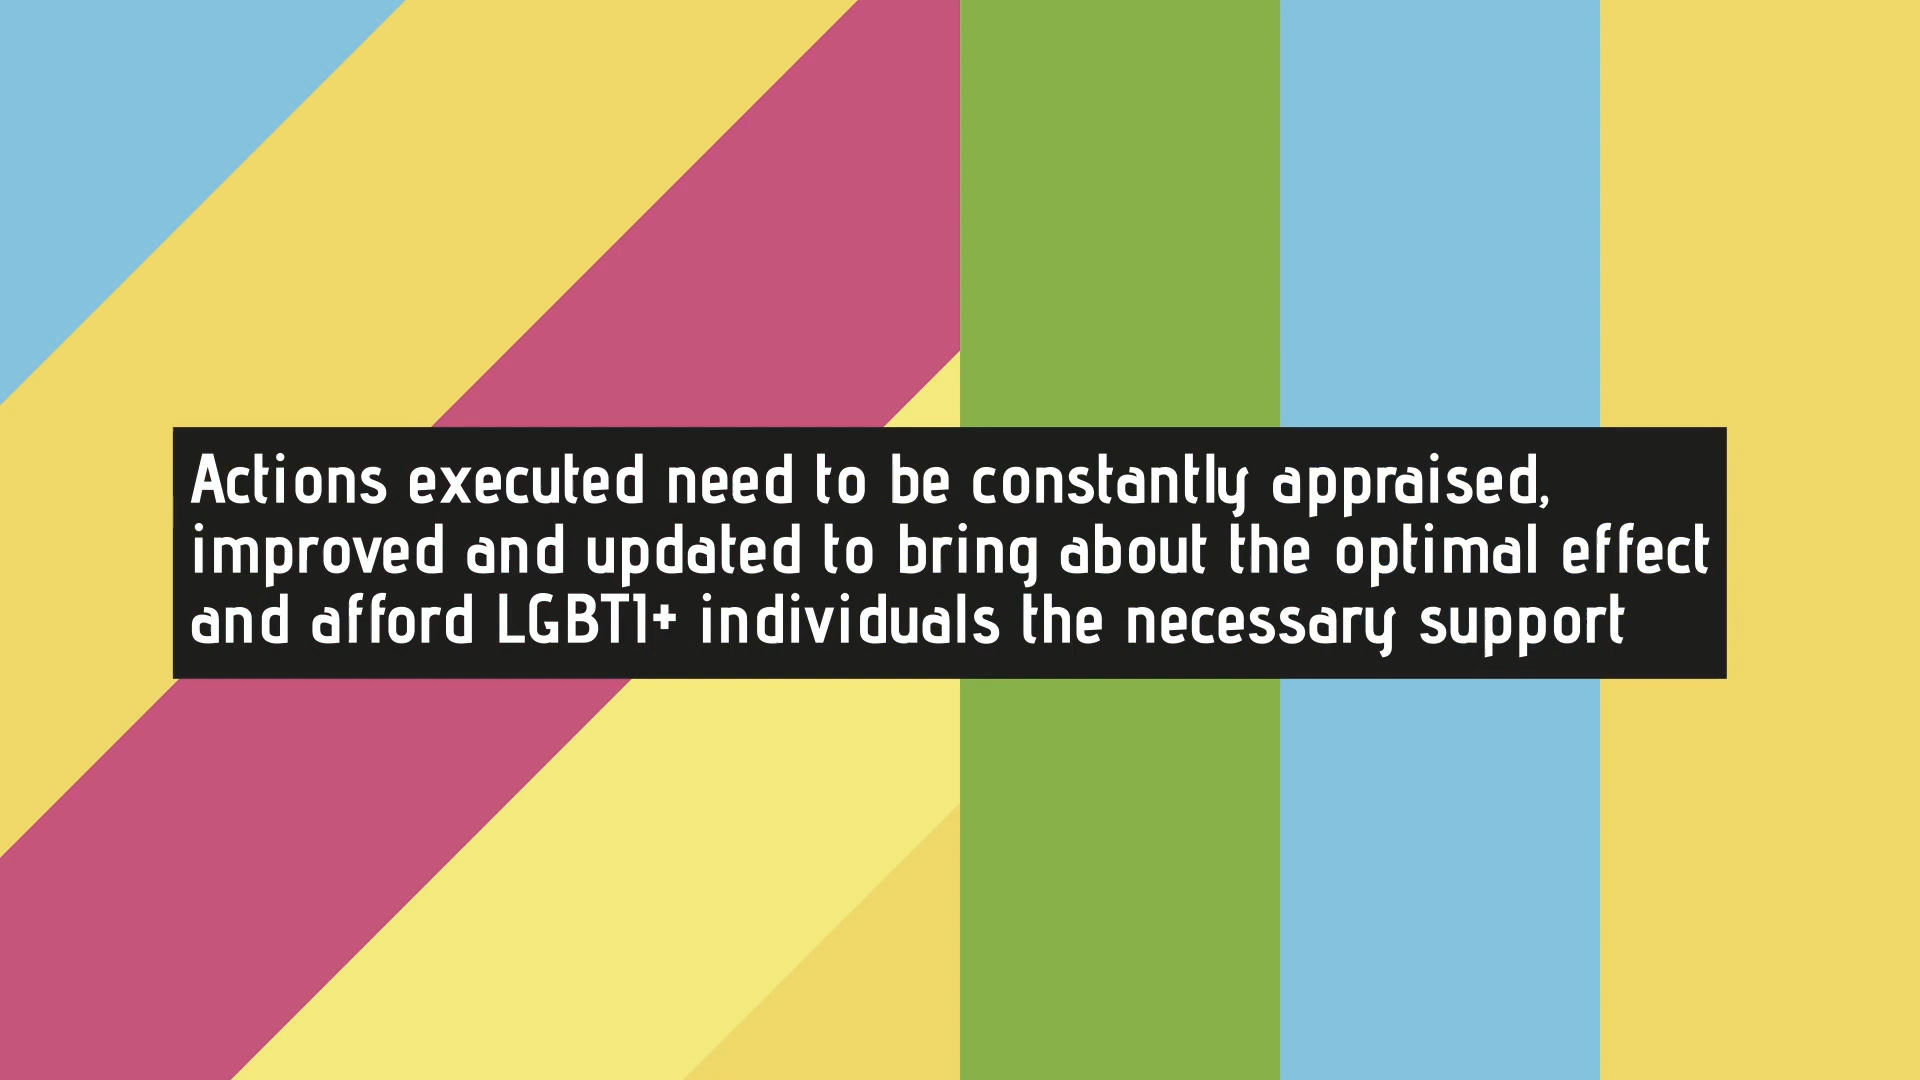 Actions executed need to be constantly appraised,
improved and updated to bring about the optimal effect
and afford LGBTI+ individuals the necessary support